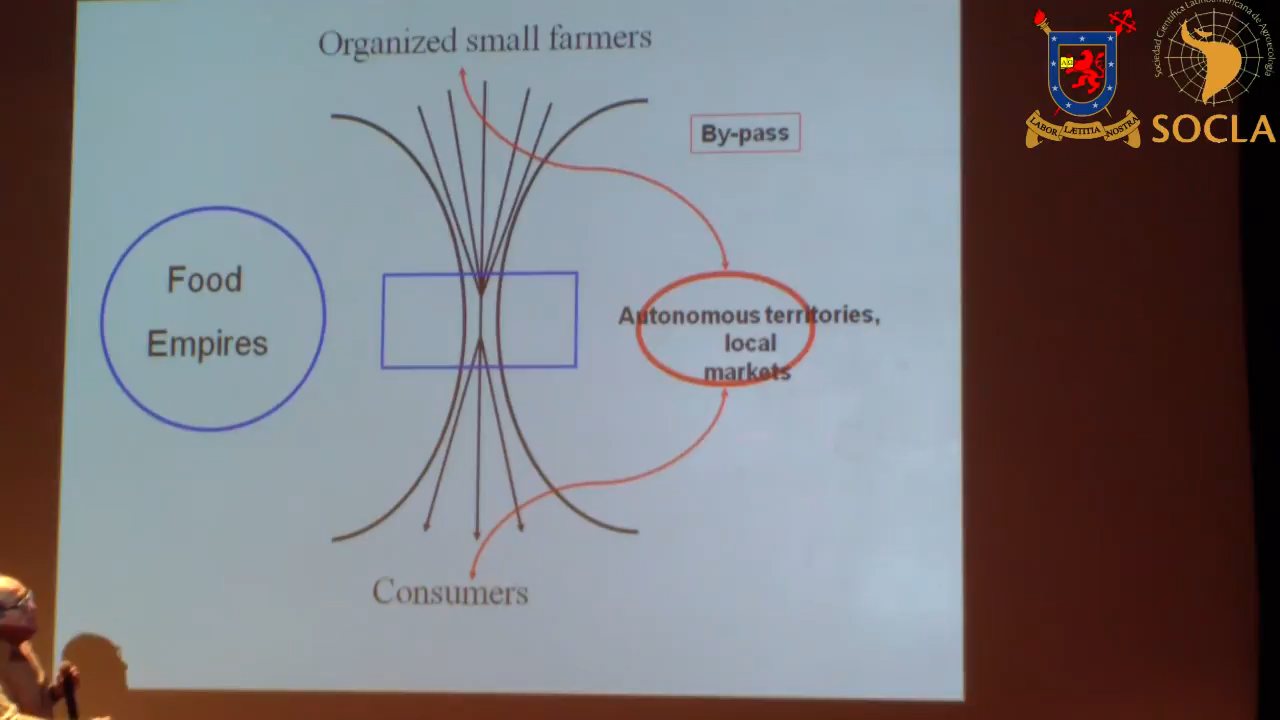 Organized small farmers
By-pass
Food
Empires
Autonomous territories,
local
markets
Consumers
LABOR LÆTITIA NOSTRA
Sociedad Científica Latinoamericana de Agroecología
SOCLA